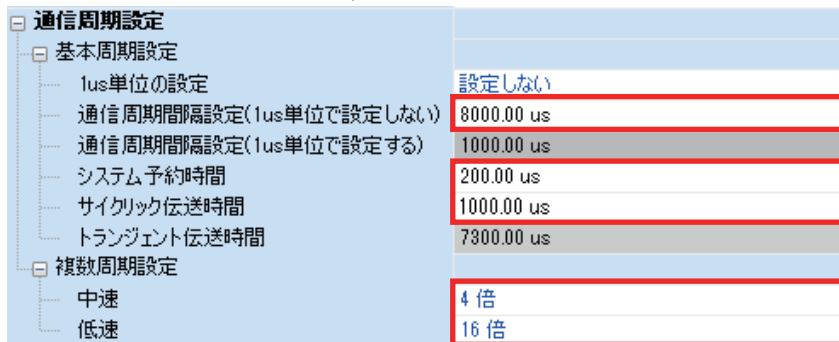 通信周期設定
基本周期設定
1us単位の設定 設定しない
通信周期間隔設定(1us単位で設定しない) 8000.00 us
通信周期間隔設定(1us単位で設定する) 1000.00 us
システム予約時間 200.00 us
サイクリック伝送時間 1000.00 us
トランジェント伝送時間 7300.00 us
複数周期設定
中速 4 倍
低速 16 倍